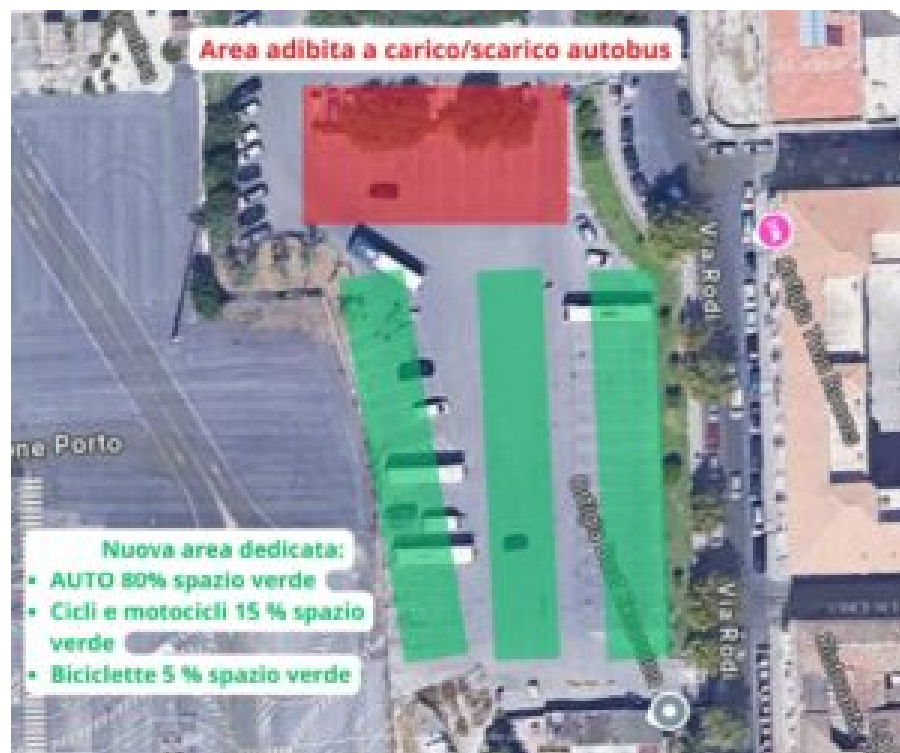 Area adibita a carico/scarico autobus
Via Rodi
ne Porto
Nuova area dedicata:
• AUTO 80% spazio verde
• Cicli e motocicli 15 % spazio
verde
• Biciclette 5 % spazio verde
Via Rodi